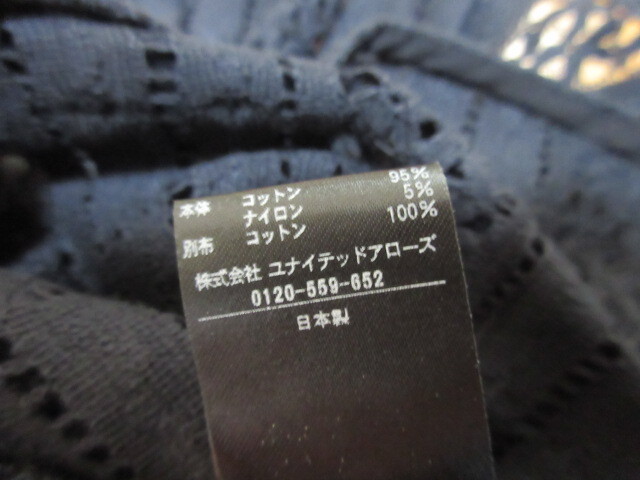 本体 コットン 95%
ナイロン 5%
別布 コットン 100%
株式会社 ユナイテッドアローズ
0120-559-652
日本製